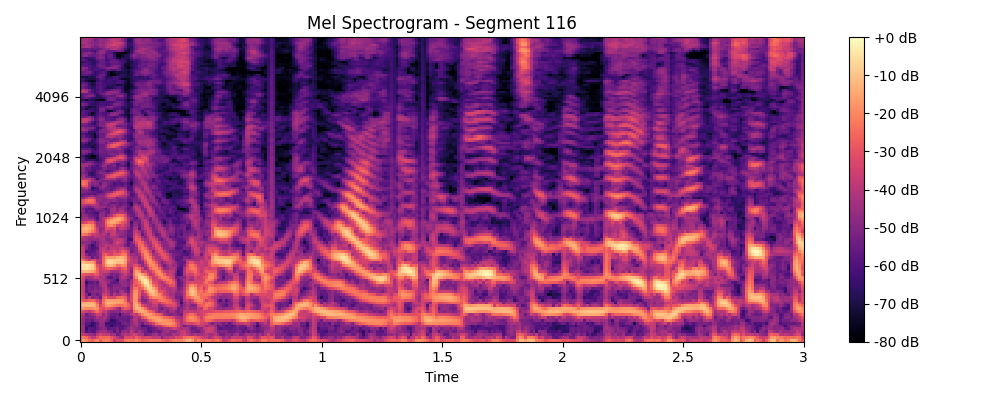 Mel Spectrogram - Segment 116
Frequency
4096
2048
1024
512
0
0
0.5
1
1.5
2
2.5
3
Time
+0 dB
-10 dB
-20 dB
-30 dB
-40 dB
-50 dB
-60 dB
-70 dB
-80 dB